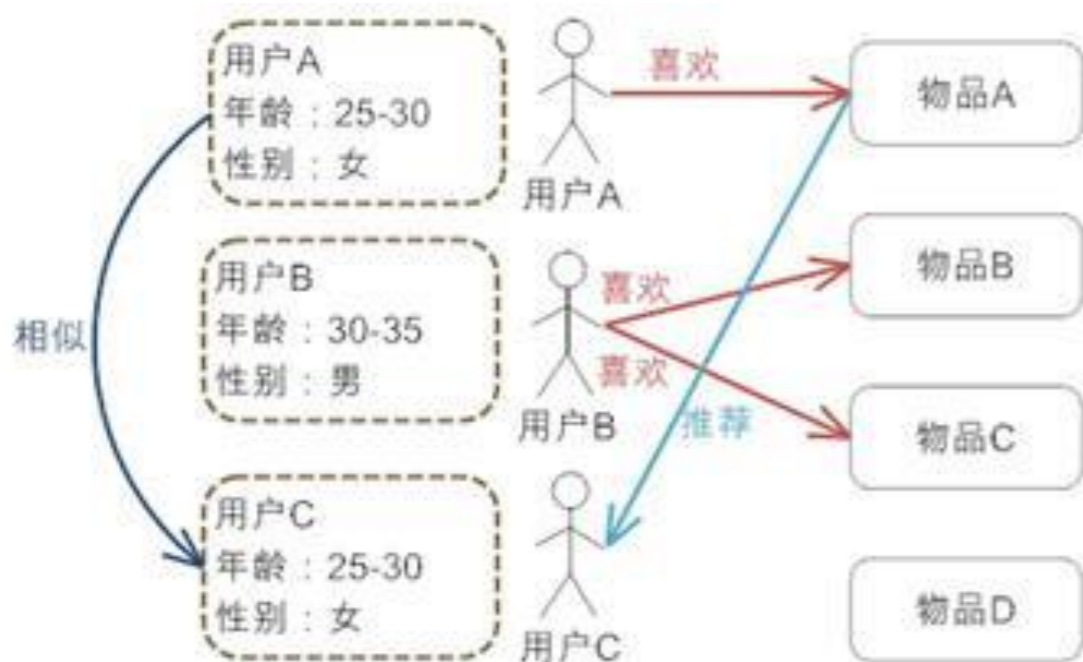 用户A
年龄：25-30
性别：女
用户A
喜欢
物品A
用户B
年龄：30-35
性别：男
用户B
喜欢
喜欢
物品B
相似
推荐
物品C
用户C
年龄：25-30
性别：女
用户C
物品D